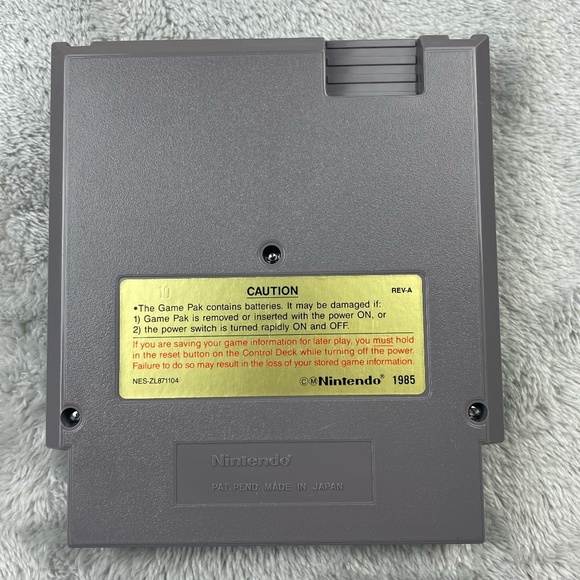 10
CAUTION
REV-A
•The Game Pak contains batteries. It may be damaged if:
1) Game Pak is removed or inserted with the power ON, or
2) the power switch is turned rapidly ON and OFF.
If you are saving your game information for later play, you must hold
in the reset button on the Control Deck while turning off the power.
Failure to do so may result in the loss of your stored game information.
NES-ZL871104
©Ⓜ Nintendo® 1985
Nintendo®
PAT. PEND. MADE IN JAPAN